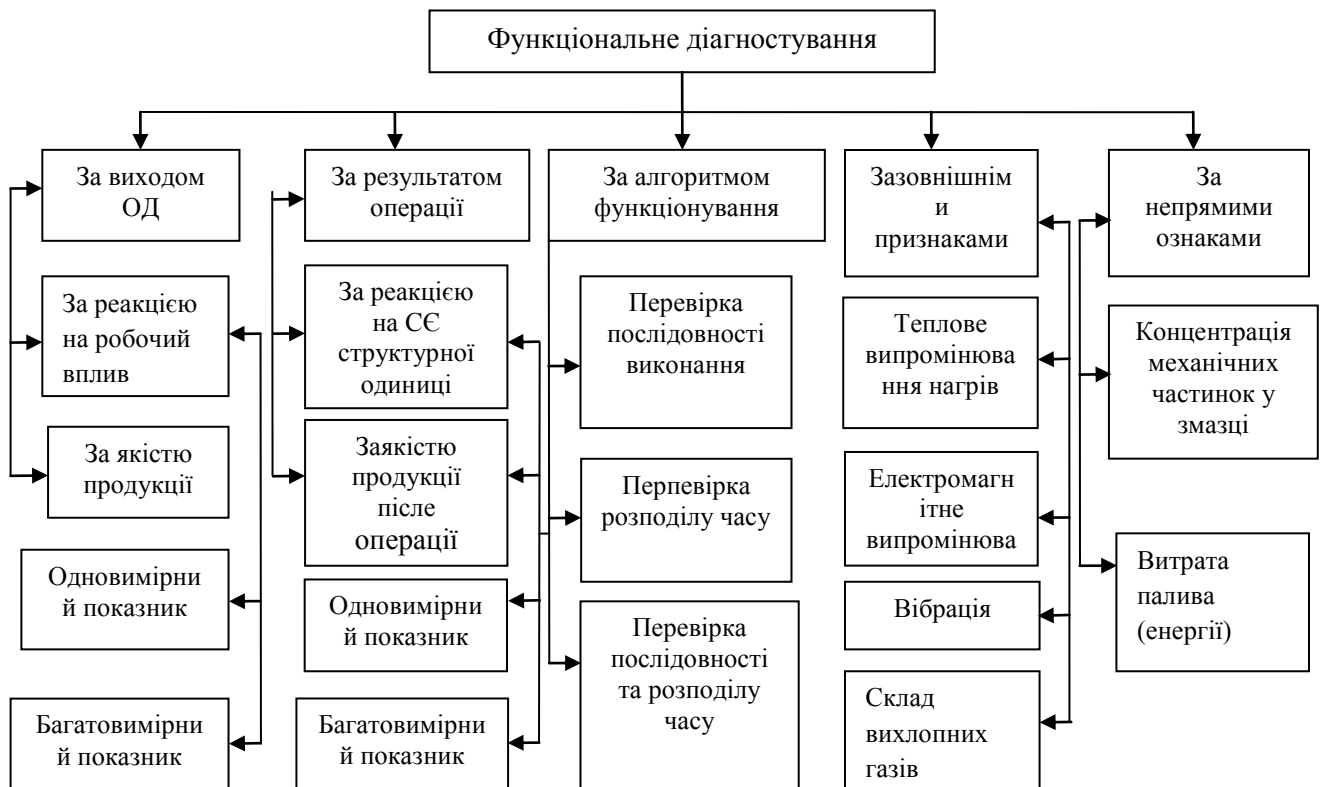 Функціональне діагностування
За виходом
ОД
За результатом
операції
За алгоритмом
функціонування
Зазовнішнім
и
признаками
За
непрямими
ознаками
За реакцією
на робочий
вплив
За якістю
продукції
Одновимірни
й показник
Багатовимірни
й показник
За реакцією
на СЄ
структурної
одиниці
Заякістю
продукції
після
операції
Одновимірни
й показник
Багатовимірни
й показник
Перевірка
послідовності
виконання
Перпевірка
розподілу часу
Перевірка
послідовності
та розподілу
часу
Теплове
випромінюва
ання нагрів
Електромагн
ітне
випромінюва
Вібрація
Склад
вихлопних
газів
Концентрація
механічних
частинок у
змазці
Витрата
палива
(енергії)